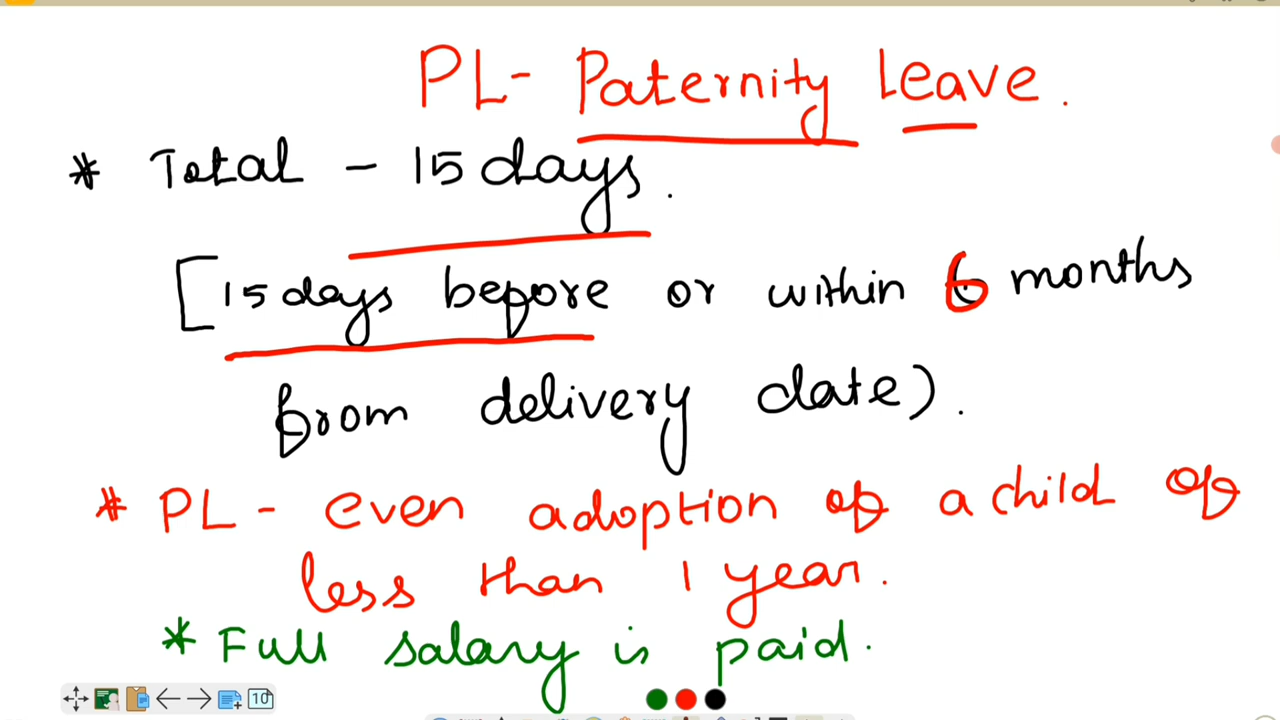 PL- Paternity Leave.
* Total - 15 days.
[15 days before or within 6 months
from delivery date).
* PL - even adoption of a child of
less than 1 year.
* Full salary is paid.
10